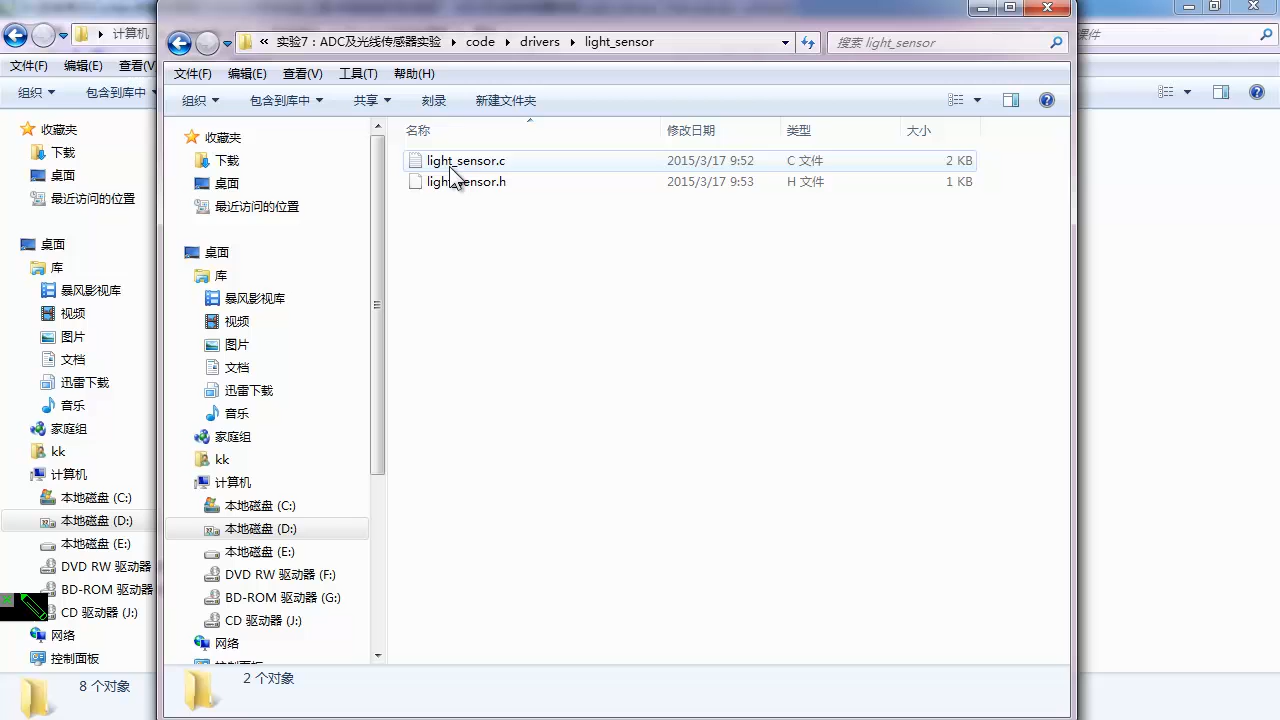 计算机
文件(F) 编辑(E) 查看(V)
组织 包含到库中
收藏夹
下载
桌面
最近访问的位置
桌面
库
暴风影视库
视频
图片
文档
迅雷下载
音乐
家庭组
kk
计算机
本地磁盘 (C:)
本地磁盘 (D:)
本地磁盘 (E:)
DVD RW 驱动器
BD-ROM 驱动器
CD 驱动器 (J:)
网络
控制面板
8 个对象
« 实验7：ADC及光线传感器实验 code drivers light_sensor
搜索 light_sensor
文件(F) 编辑(E) 查看(V) 工具(T) 帮助(H)
组织 包含到库中 共享 刻录 新建文件夹
收藏夹
下载
桌面
最近访问的位置
桌面
库
暴风影视库
视频
图片
文档
迅雷下载
音乐
家庭组
kk
计算机
本地磁盘 (C:)
本地磁盘 (D:)
本地磁盘 (E:)
DVD RW 驱动器 (F:)
BD-ROM 驱动器 (G:)
CD 驱动器 (J:)
网络
名称 修改日期 类型 大小
light_sensor.c 2015/3/17 9:52 C 文件 2 KB
light_sensor.h 2015/3/17 9:53 H 文件 1 KB
2 个对象